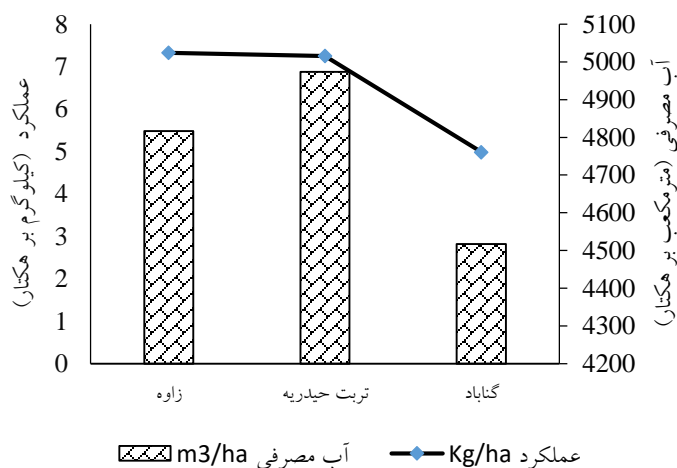 8
7
6
5
4
3
2
1
0
عملکرد (کیلوگرم بر هکتار)
5100
5000
4900
4800
4700
4600
4500
4400
4300
4200
آب مصرفی (مترمکعب بر هکتار)
زاوه
تربت حیدریه
گناباد
آب مصرفی m3/ha
عملکرد Kg/ha